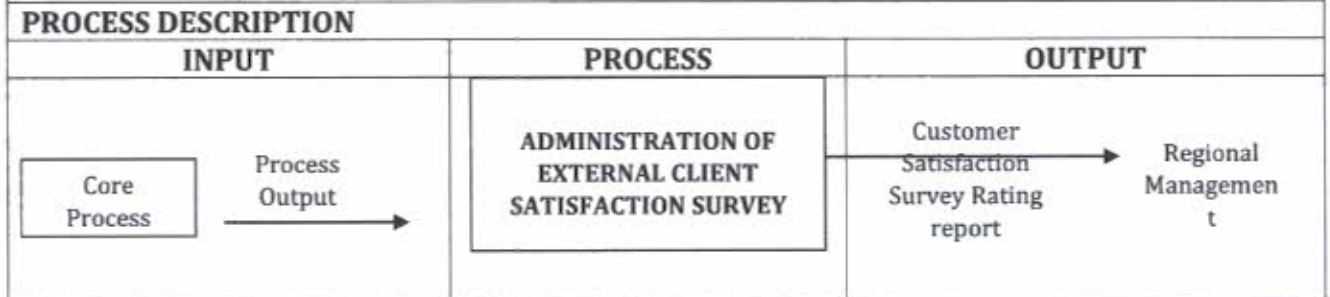 PROCESS DESCRIPTION
INPUT
PROCESS
OUTPUT
Core
Process
Process
Output
ADMINISTRATION OF
EXTERNAL CLIENT
SATISFACTION SURVEY
Customer
Satisfaction
Survey Rating
report
Regional
Managemen
t